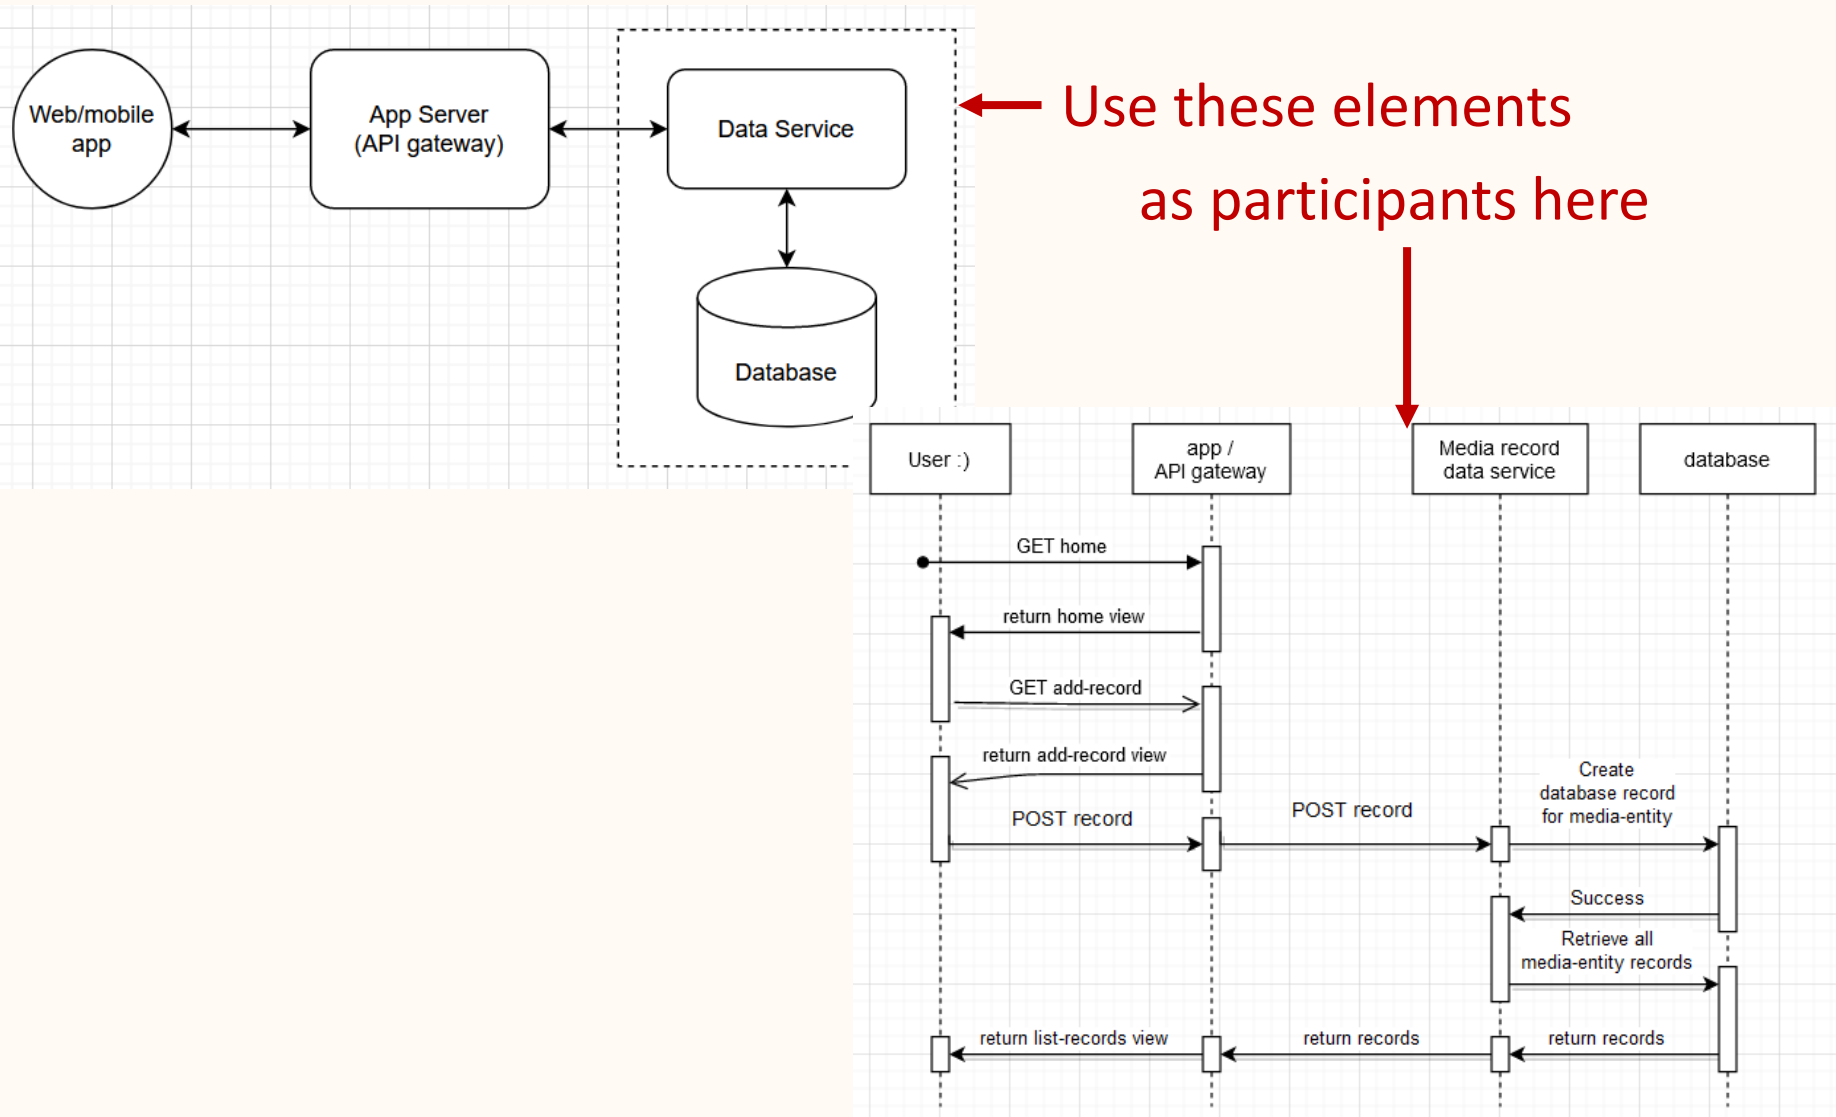 Web/mobile
app
App Server
(API gateway)
Data Service
Database
Use these elements
as participants here
User :)
app /
API gateway
Media record
data service
database
GET home
return home view
GET add-record
return add-record view
POST record
POST record
Create
database record
for media-entity
Success
Retrieve all
media-entity records
return list-records view
return records
return records